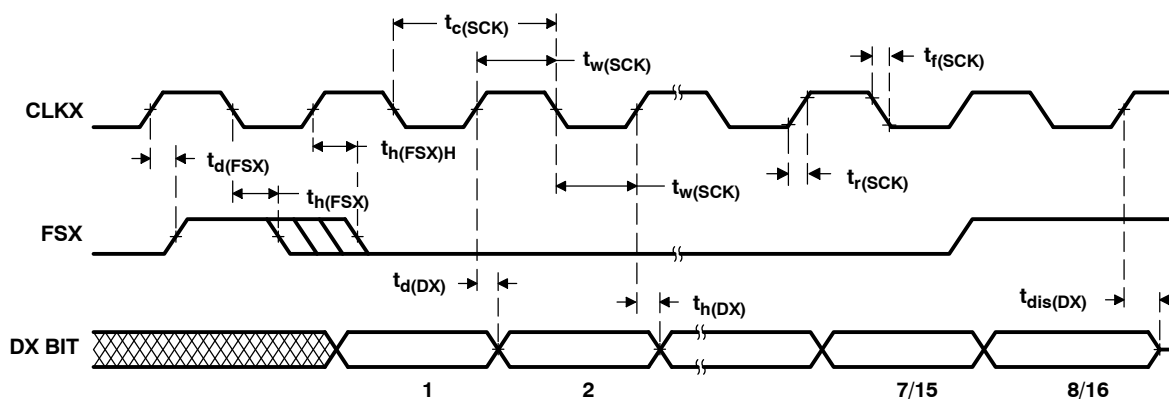 tc(SCK)
tw(SCK)
tf(SCK)
CLKX
td(FSX)
th(FSX)H
th(FSX)
tw(SCK)
tr(SCK)
FSX
td(DX)
th(DX)
tdis(DX)
DX BIT
1 2 7/15 8/16